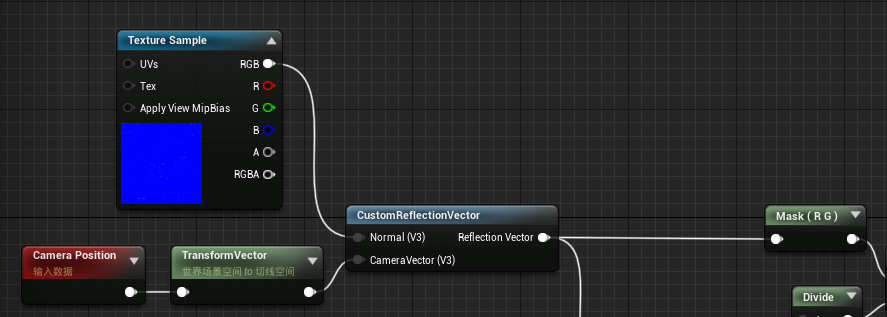 Texture Sample
UVs RGB
Tex R
Apply View MipBias G
B
A
RGBA
CustomReflectionVector
Normal (V3) Reflection Vector
CameraVector (V3)
Mask ( R G )
Camera Position
输入数据
TransformVector
世界场景空间 to 切线空间
Divide